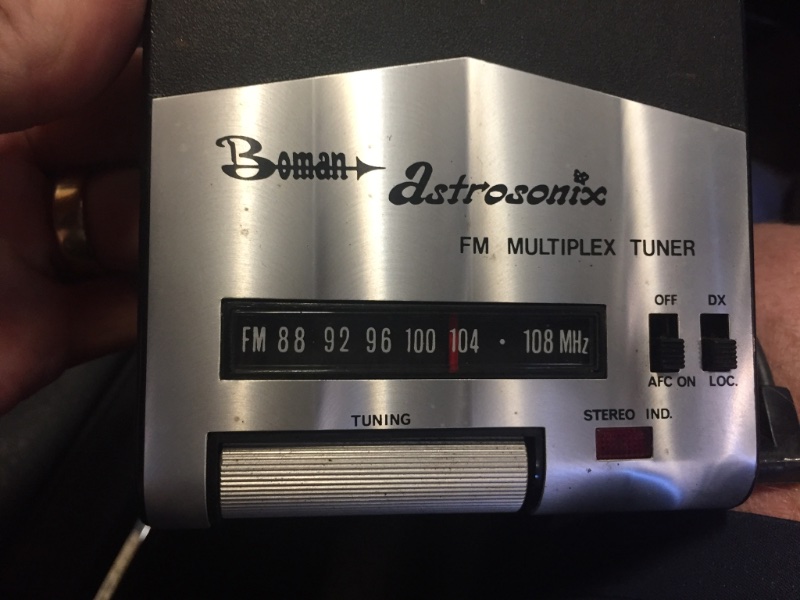 Boman astrosonix
FM MULTIPLEX TUNER
OFF DX
FM 88 92 96 100 104 · 108 MHz
AFC ON LOC.
TUNING
STEREO IND.